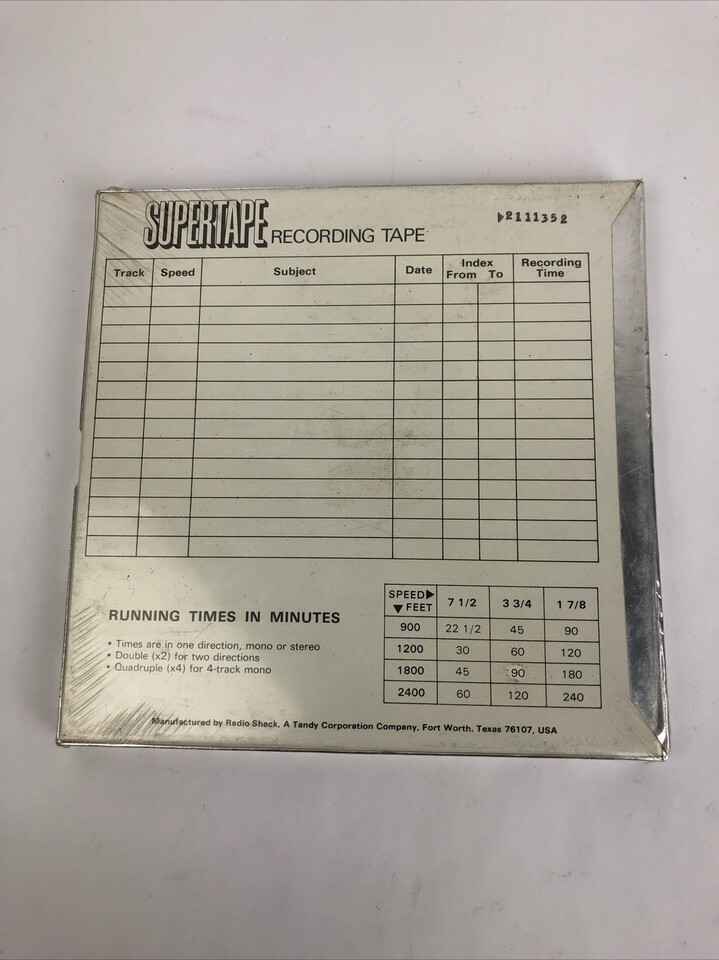 SUPERTAPE RECORDING TAPE
2111352
Track Speed Subject Date Index From To Recording Time
SPEED FEET 7 1/2 3 3/4 1 7/8
900 22 1/2 45 90
1200 30 60 120
1800 45 90 180
2400 60 120 240
RUNNING TIMES IN MINUTES
• Times are in one direction, mono or stereo
• Double (x2) for two directions
• Quadruple (x4) for 4-track mono
Manufactured by Radio Shack, A Tandy Corporation Company, Fort Worth, Texas 76107, USA